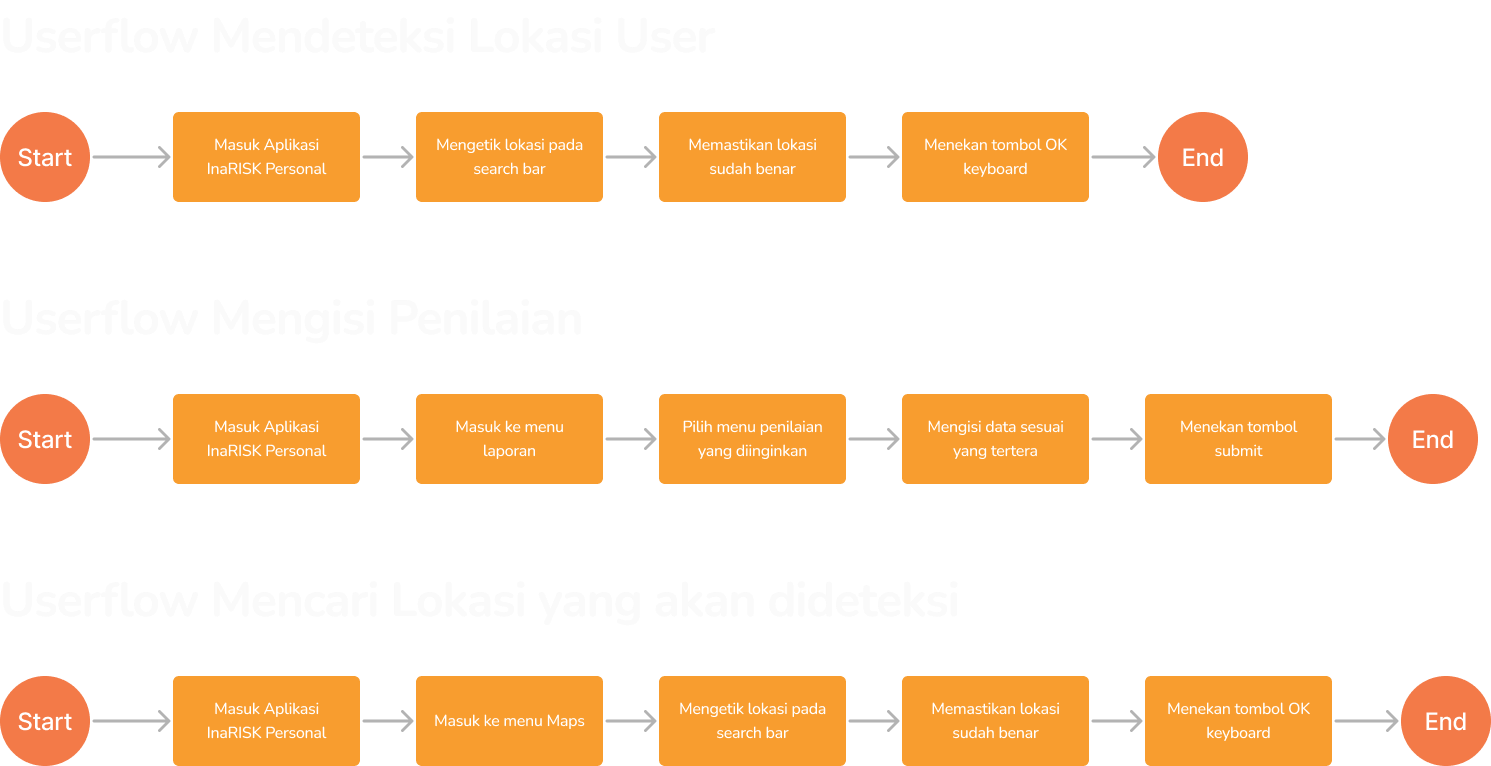 Userflow Mendeteksi Lokasi User
Start
Masuk Aplikasi
InaRISK Personal
Mengetik lokasi pada
search bar
Memastikan lokasi
sudah benar
Menekan tombol OK
keyboard
End
Userflow Mengisi Penilaian
Start
Masuk Aplikasi
InaRISK Personal
Masuk ke menu
laporan
Pilih menu penilaian
yang diinginkan
Mengisi data sesuai
yang tertera
Menekan tombol
submit
End
Userflow Mencari Lokasi yang akan dideteksi
Start
Masuk Aplikasi
InaRISK Personal
Masuk ke menu Maps
Mengetik lokasi pada
search bar
Memastikan lokasi
sudah benar
Menekan tombol OK
keyboard
End